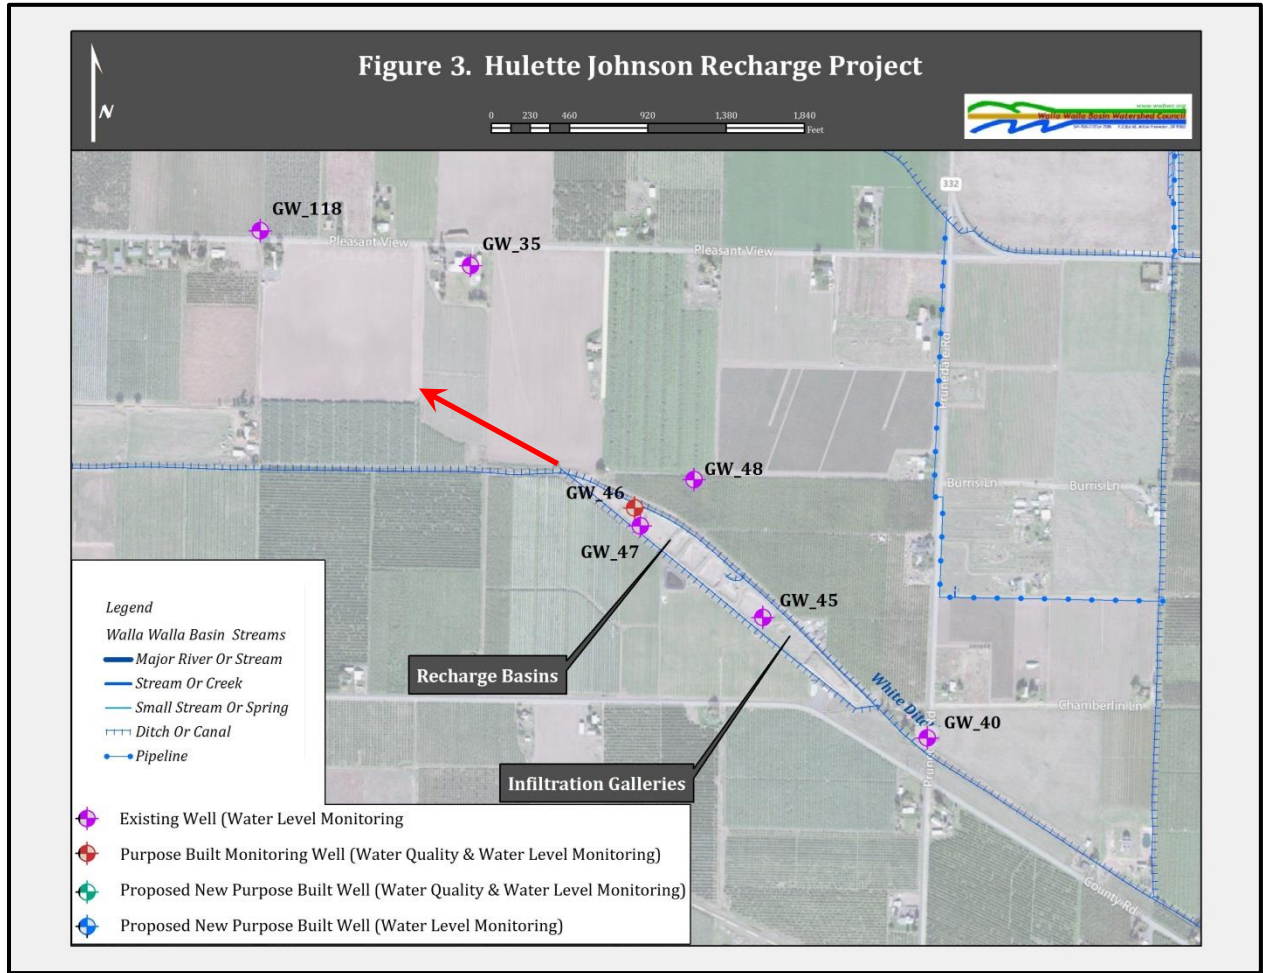 Figure 3. Hulette Johnson Recharge Project
N
0 230 460 920 1,380 1,840
Feet
www.wwbwc.org
Walla Walla Basin Watershed Council
332
GW_118
Pleasant View
GW_35
Pleasant View
Prunedale Rd
GW_48
GW_46
Burris Ln
Burris Ln
GW_47
GW_45
Recharge Basins
White Ditch
Chamberlin Ln
GW_40
Infiltration Galleries
County Rd
Legend
Walla Walla Basin Streams
Major River Or Stream
Stream Or Creek
Small Stream Or Spring
Ditch Or Canal
Pipeline
Existing Well (Water Level Monitoring
Purpose Built Monitoring Well (Water Quality & Water Level Monitoring)
Proposed New Purpose Built Well (Water Quality & Water Level Monitoring)
Proposed New Purpose Built Well (Water Level Monitoring)